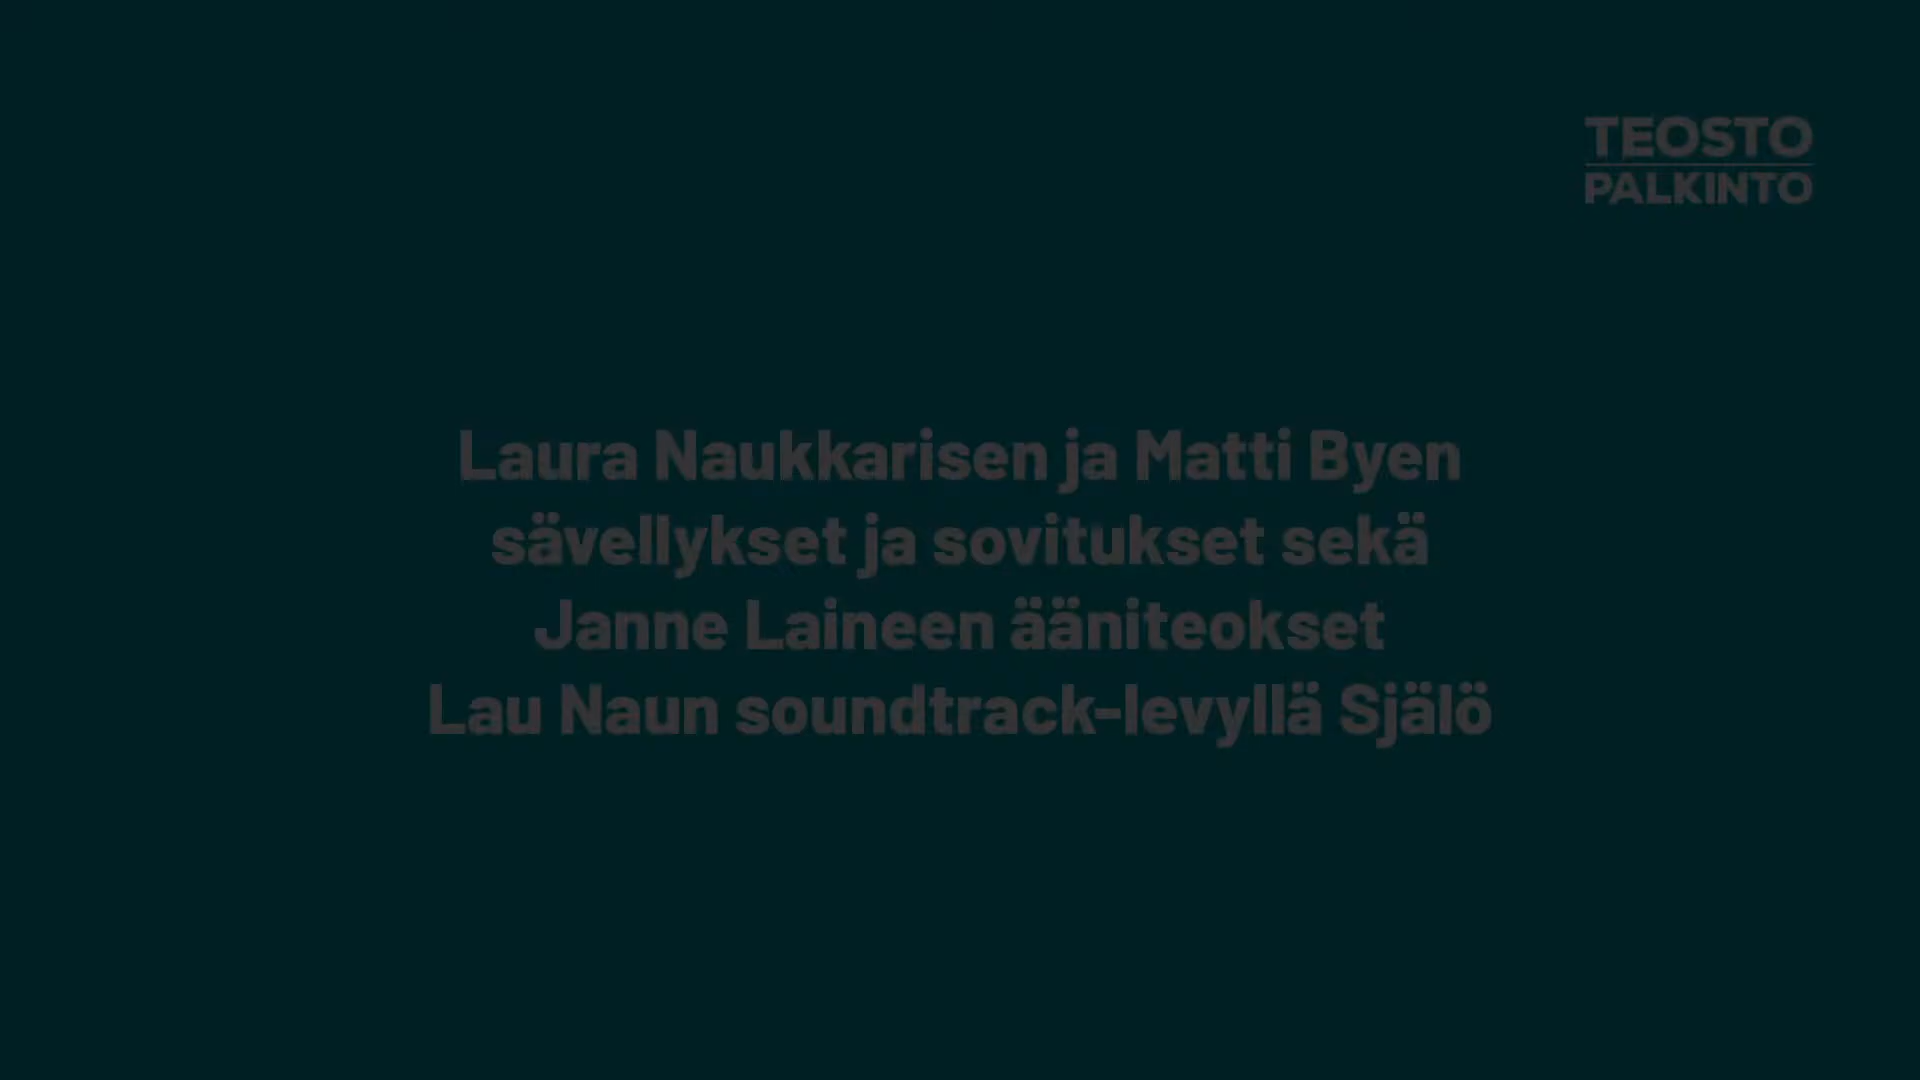 TEOSTO
PALKINTO
Laura Naukkarisen ja Matti Byen
sävellykset ja sovitukset sekä
Janne Laineen ääniteokset
Lau Naun soundtrack-levyllä Själö